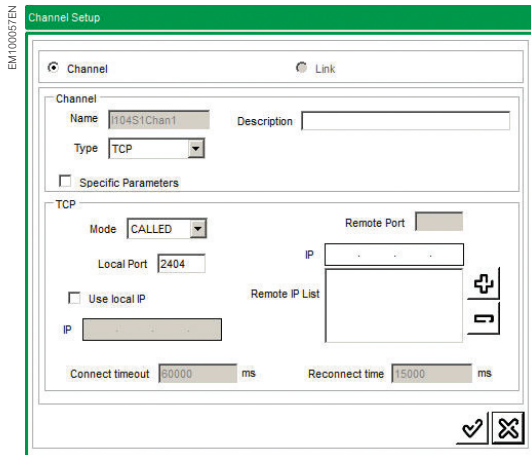 EM100057EN
Channel Setup
Channel
Link
Channel
Name I104S1Chan1
Description
Type TCP
Specific Parameters
TCP
Mode CALLED
Remote Port
Local Port 2404
IP . . .
Use local IP
Remote IP List
IP . . .
Connect timeout 60000 ms
Reconnect time 15000 ms